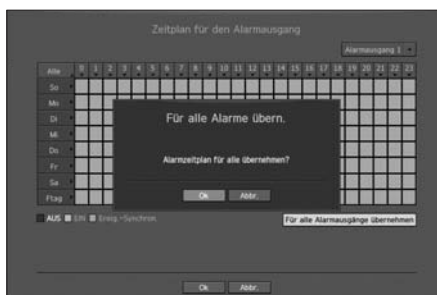 Zeitplan für den Alarmausgang
Alarmausgang 1
Alle 0 1 2 3 4 5 6 7 8 9 10 11 12 13 14 15 16 17 18 19 20 21 22 23
So
Mo
Di
Mi
Do
Fr
Sa
Ftag
Für alle Alarme übern.
Alarmzeitplan für alle übernehmen?
Ok Abbr.
AUS EIN Ereig.-Synchron. Für alle Alarmausgänge übernehmen
Ok Abbr.